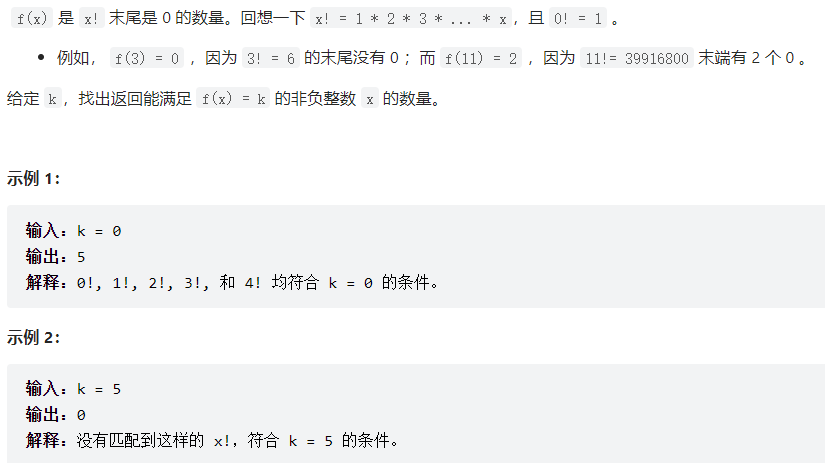 f(x) 是 x! 末尾是 0 的数量。回想一下 x! = 1 * 2 * 3 * ... * x，且 0! = 1 。
• 例如， f(3) = 0 ，因为 3! = 6 的末尾没有 0 ；而 f(11) = 2 ，因为 11!= 39916800 末端有 2 个 0 。
给定 k，找出返回能满足 f(x) = k 的非负整数 x 的数量。
示例 1：
输入：k = 0
输出：5
解释：0!, 1!, 2!, 3!, 和 4! 均符合 k = 0 的条件。
示例 2：
输入：k = 5
输出：0
解释：没有匹配到这样的 x!，符合 k = 5 的条件。